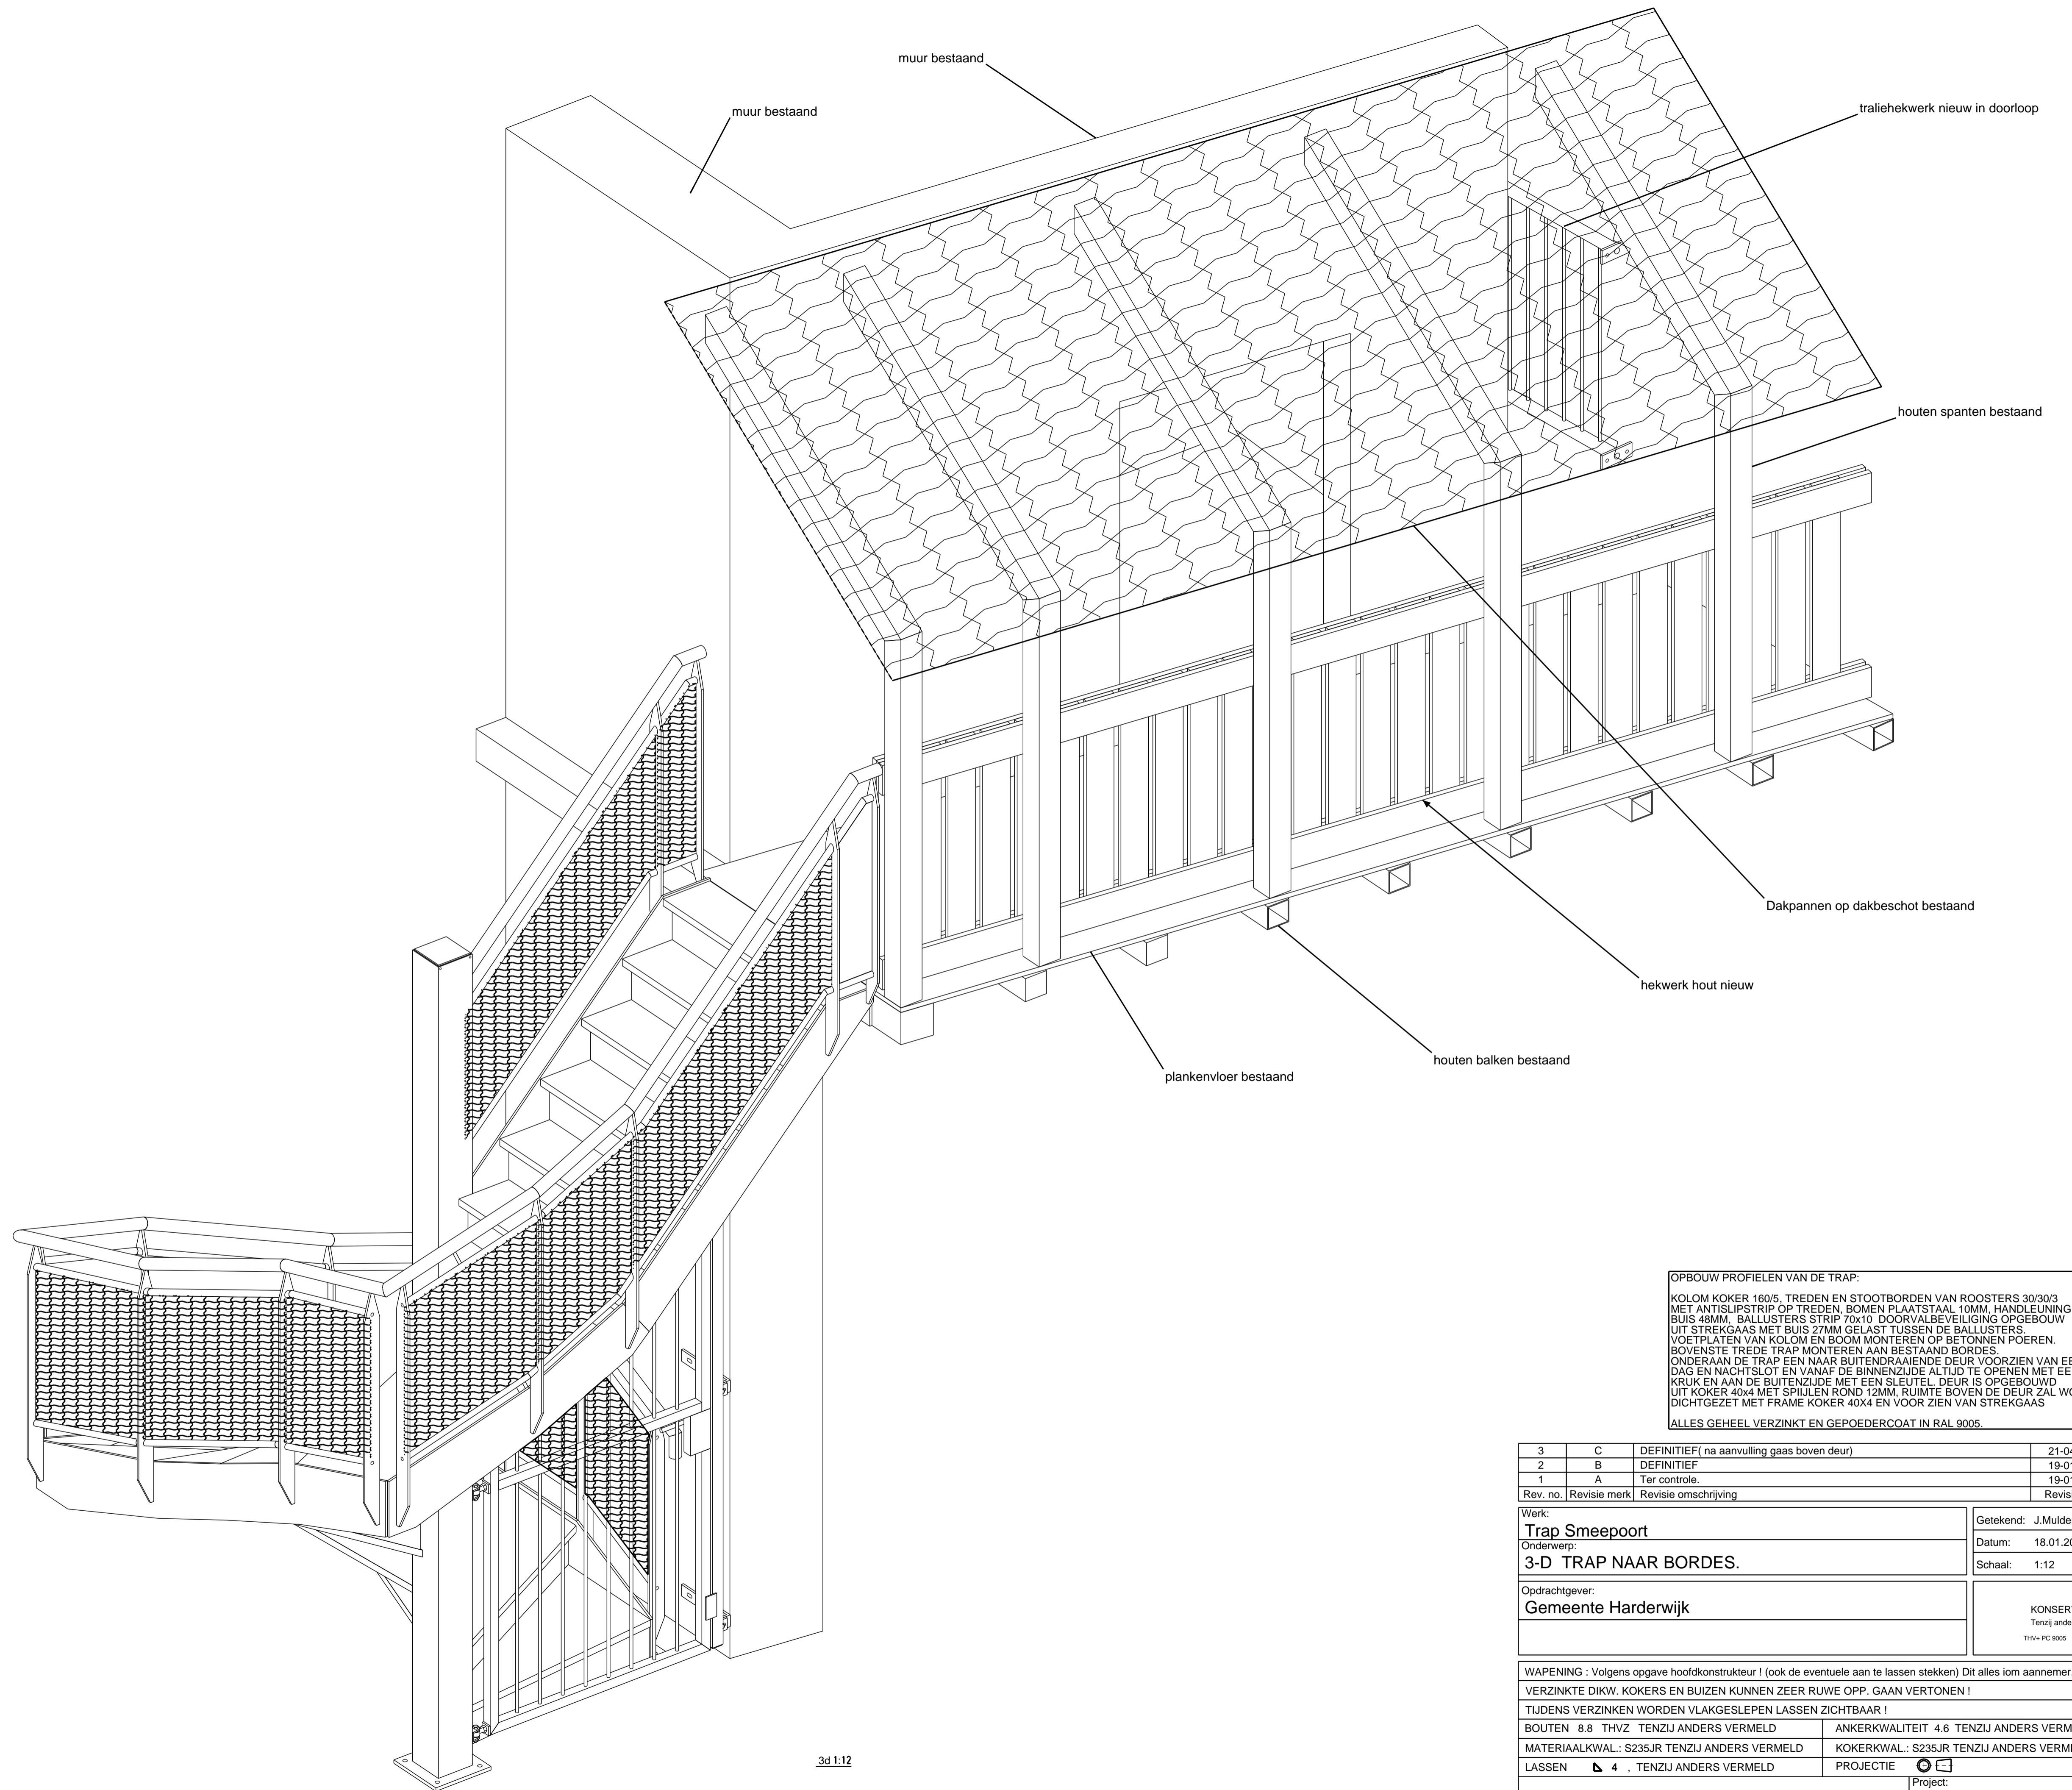 muur bestaand
muur bestaand
traliehekwerk nieuw in doorloop
houten spanten bestaand
Dakpannen op dakbeschot bestaand
hekwerk hout nieuw
houten balken bestaand
plankenvloer bestaand
OPBOUW PROFIELEN VAN DE TRAP:
KOLOM KOKER 160/5, TREDEN EN STOOTBORDEN VAN ROOSTERS 30/30/3
MET ANTISLIPSTRIP OP TREDEN, BOMEN PLAATSTAAL 10MM, HANDLEUNING
BUIS 48MM, BALLUSTERS STRIP 70x10 DOORVALBEVEILIGING OPGEBOUW
UIT STREKGAAS MET BUIS 27MM GELAST TUSSEN DE BALLUSTERS.
VOETPLATEN VAN KOLOM EN BOOM MONTEREN OP BETONNEN POEREN.
BOVENSTE TREDE TRAP MONTEREN AAN BESTAAND BORDES.
ONDERAAN DE TRAP EEN NAAR BUITENDRAAIENDE DEUR VOORZIEN VAN
DAG EN NACHTSLOT EN VANAF DE BINNENZIJDE ALTIJD TE OPENEN MET
KRUK EN AAN DE BUITENZIJDE MET EEN SLEUTEL. DEUR IS OPGEBOUWD
UIT KOKER 40x4 MET SPIIJLEN ROND 12MM, RUIMTE BOVEN DE DEUR ZAL
DICHTGEZET MET FRAME KOKER 40X4 EN VOOR ZIEN VAN STREKGAAS
ALLES GEHEEL VERZINKT EN GEPOEDERCOAT IN RAL 9005.
3 C DEFINITIEF( na aanvulling gaas boven deur) 21-04
2 B DEFINITIEF 19-01
1 A Ter controle. 19-01
Rev. no. Revisie merk Revisie omschrijving
Werk:
Trap Smeepoort
Onderwerp:
3-D TRAP NAAR BORDES.
Getekend: J.Mulde
Datum: 18.01.20
Schaal: 1:12
Opdrachtgever:
Gemeente Harderwijk
KONSER
Tenzij ande
THV+ PC 9005
WAPENING : Volgens opgave hoofdkonstrukteur ! (ook de eventuele aan te lassen stekken) Dit alles iom aannemer
VERZINKTE DIKW. KOKERS EN BUIZEN KUNNEN ZEER RUWE OPP. GAAN VERTONEN !
TIJDENS VERZINKEN WORDEN VLAKGESLEPEN LASSEN ZICHTBAAR !
BOUTEN 8.8 THVZ TENZIJ ANDERS VERMELD ANKERKWALITEIT 4.6 TENZIJ ANDERS
MATERIAALKWAL.: S235JR TENZIJ ANDERS VERMELD KOKERKWAL.: S235JR TENZIJ ANDERS
LASSEN 4 , TENZIJ ANDERS VERMELD PROJECTIE
Project:
3d 1:12